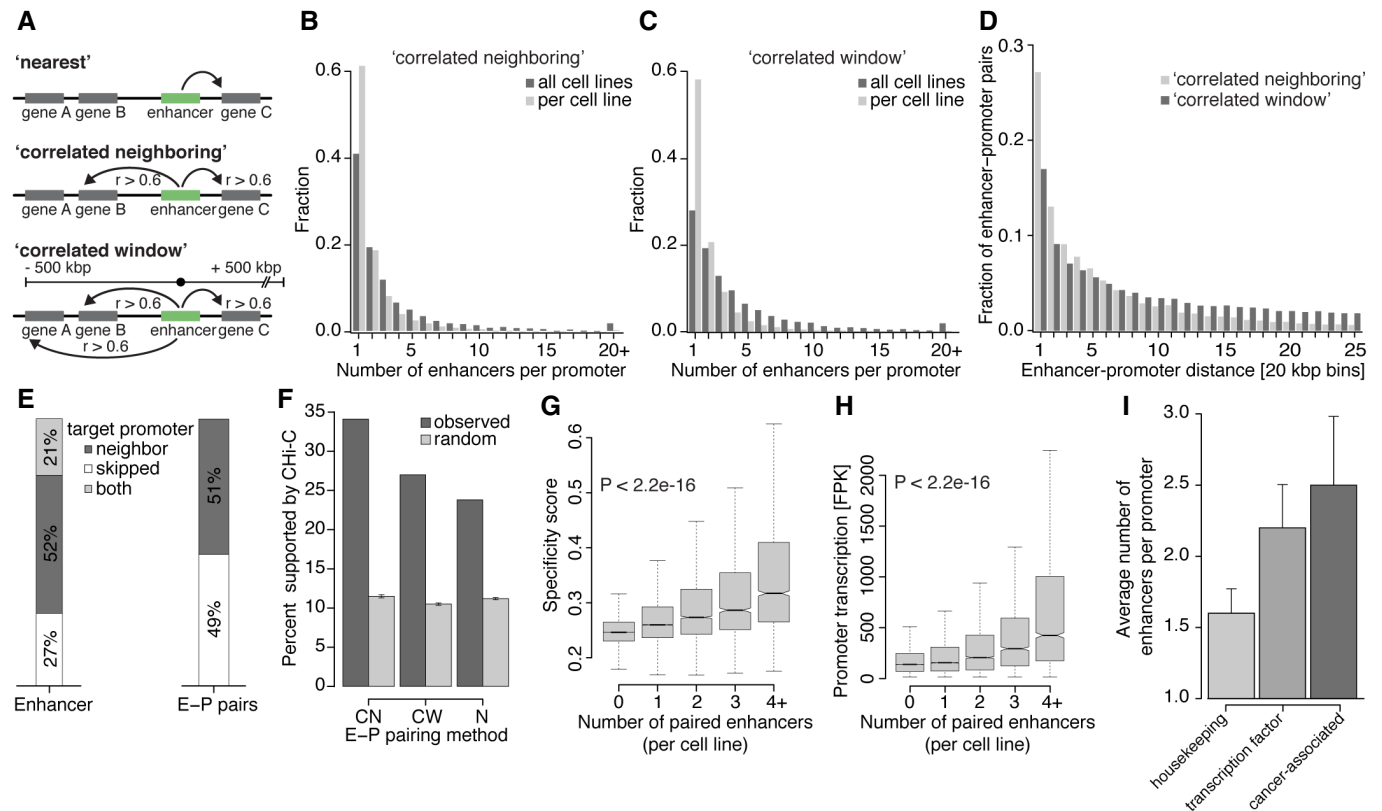 A
'nearest'
gene A gene B enhancer gene C
'correlated neighboring'
r > 0.6 r > 0.6
gene A gene B enhancer gene C
'correlated window'
- 500 kbp + 500 kbp
r > 0.6 r > 0.6
gene A gene B enhancer gene C
r > 0.6
B
'correlated neighboring'
all cell lines
per cell line
Fraction
0.6
0.4
0.2
0.0
1 5 10 15 20+
Number of enhancers per promoter
C
'correlated window'
all cell lines
per cell line
Fraction
0.6
0.4
0.2
0.0
1 5 10 15 20+
Number of enhancers per promoter
D
Fraction of enhancer−promoter pairs
0.3
0.2
0.1
0.0
'correlated neighboring'
'correlated window'
1 5 10 15 20 25
Enhancer-promoter distance [20 kbp bins]
E
target promoter
neighbor
skipped
both
21%
52%
27%
51%
49%
Enhancer E−P pairs
F
Percent supported by CHi-C
35
30
25
20
15
10
5
0
observed
random
CN CW N
E−P pairing method
G
Specificity score
0.6
0.5
0.4
0.3
0.2
P < 2.2e-16
0 1 2 3 4+
Number of paired enhancers
(per cell line)
H
Promoter transcription [FPK]
2000
1500
1000
500
0
P < 2.2e-16
0 1 2 3 4+
Number of paired enhancers
(per cell line)
I
Average number of
enhancers per promoter
3.0
2.5
2.0
1.5
1.0
housekeeping
transcription factor
cancer-associated